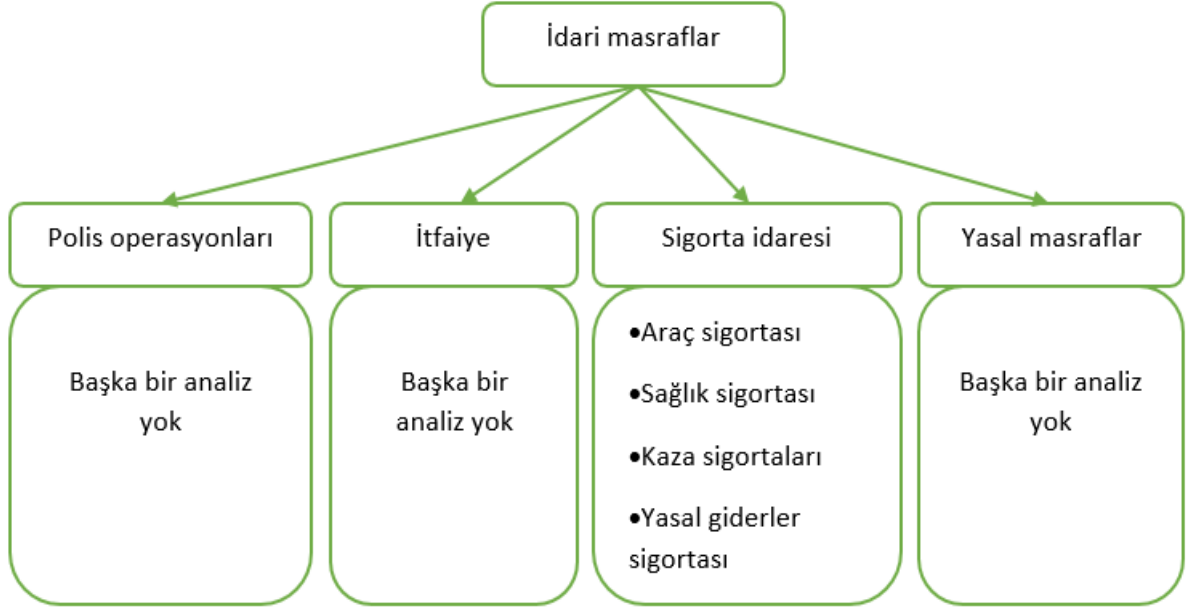 İdari masraflar
Polis operasyonları
Başka bir analiz
yok
İtfaiye
Başka bir
analiz yok
Sigorta idaresi
•Araç sigortası
•Sağlık sigortası
•Kaza sigortaları
•Yasal giderler
sigortası
Yasal masraflar
Başka bir analiz
yok